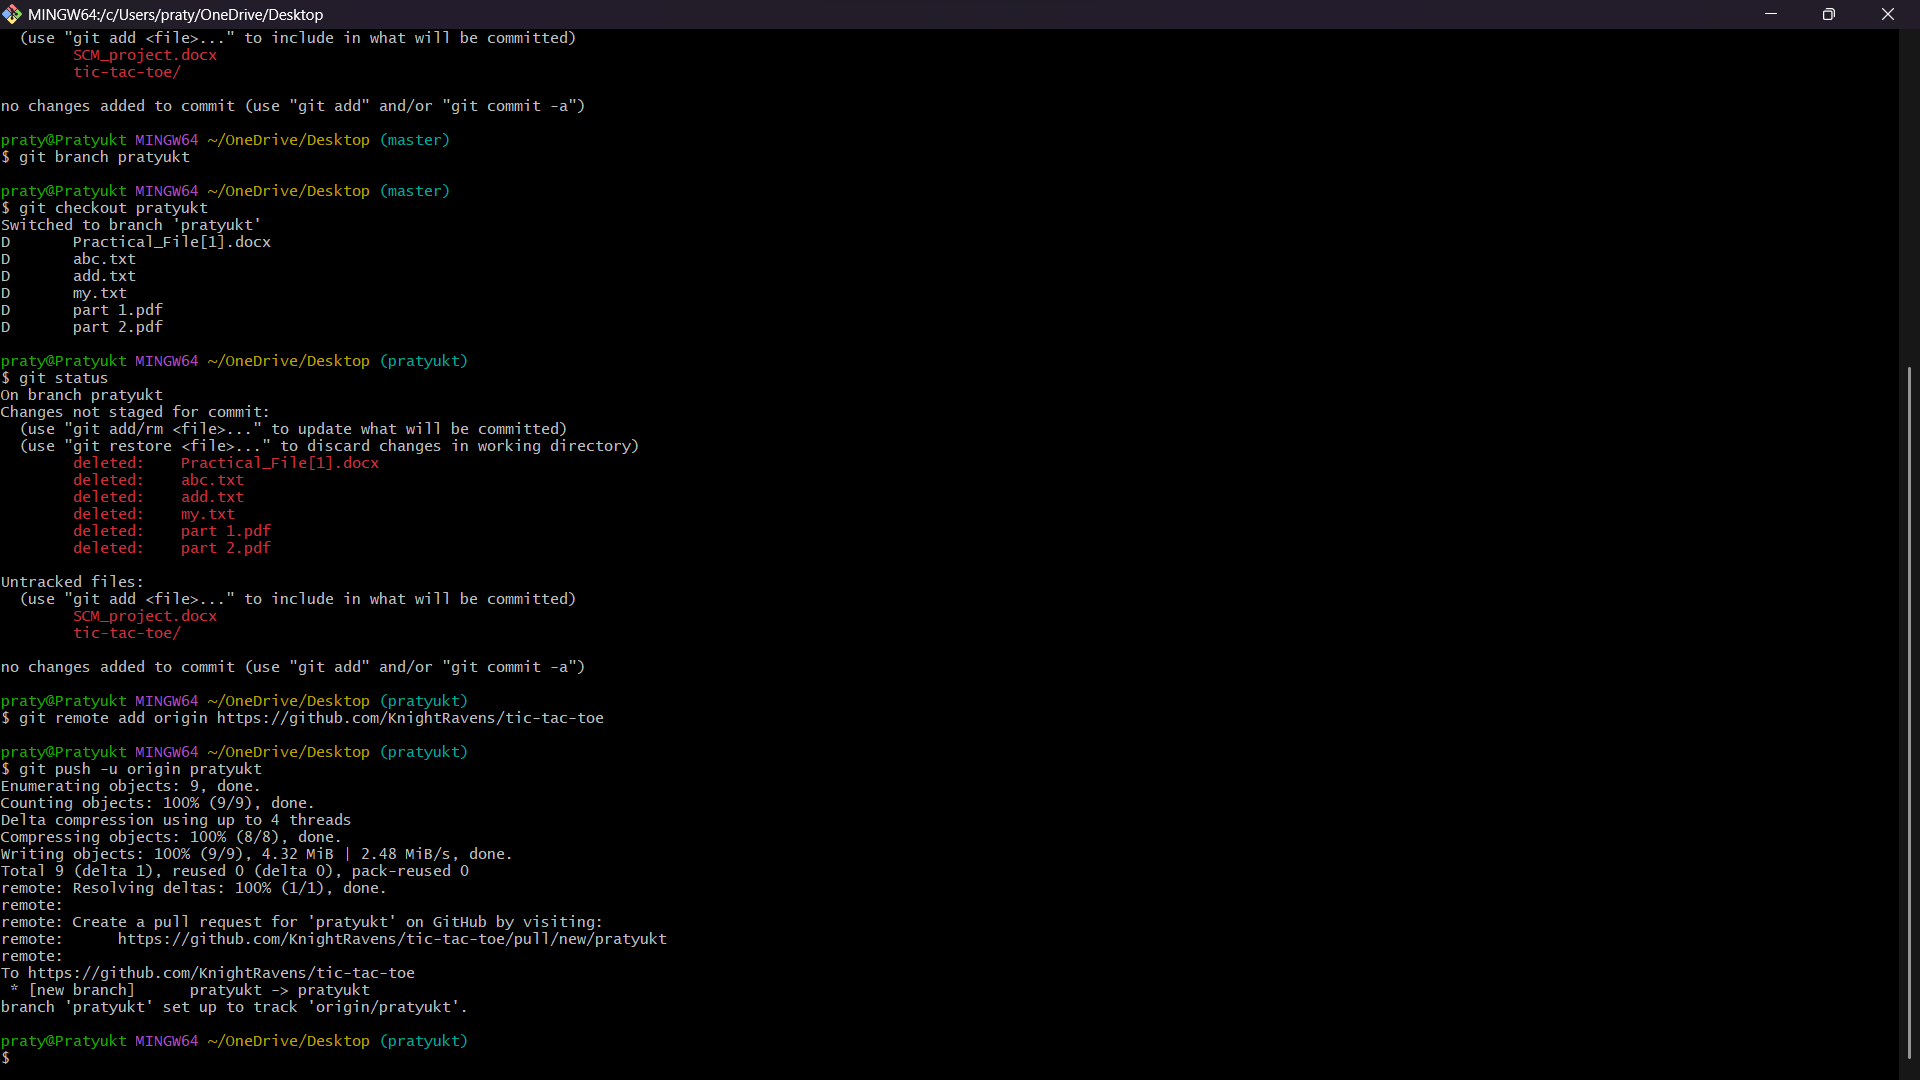 MINGW64:/c/Users/praty/OneDrive/Desktop
(use "git add <file>..." to include in what will be committed)
SCM_project.docx
tic-tac-toe/
no changes added to commit (use "git add" and/or "git commit -a")
praty@Pratyukt MINGW64 ~/OneDrive/Desktop (master)
$ git branch pratyukt
praty@Pratyukt MINGW64 ~/OneDrive/Desktop (master)
$ git checkout pratyukt
Switched to branch 'pratyukt'
D Practical_File[1].docx
D abc.txt
D add.txt
D my.txt
D part 1.pdf
D part 2.pdf
praty@Pratyukt MINGW64 ~/OneDrive/Desktop (pratyukt)
$ git status
On branch pratyukt
Changes not staged for commit:
(use "git add/rm <file>..." to update what will be committed)
(use "git restore <file>..." to discard changes in working directory)
deleted: Practical_File[1].docx
deleted: abc.txt
deleted: add.txt
deleted: my.txt
deleted: part 1.pdf
deleted: part 2.pdf
Untracked files:
(use "git add <file>..." to include in what will be committed)
SCM_project.docx
tic-tac-toe/
no changes added to commit (use "git add" and/or "git commit -a")
praty@Pratyukt MINGW64 ~/OneDrive/Desktop (pratyukt)
$ git remote add origin https://github.com/KnightRavens/tic-tac-toe
praty@Pratyukt MINGW64 ~/OneDrive/Desktop (pratyukt)
$ git push -u origin pratyukt
Enumerating objects: 9, done.
Counting objects: 100% (9/9), done.
Delta compression using up to 4 threads
Compressing objects: 100% (8/8), done.
Writing objects: 100% (9/9), 4.32 MiB | 2.48 MiB/s, done.
Total 9 (delta 1), reused 0 (delta 0), pack-reused 0
remote: Resolving deltas: 100% (1/1), done.
remote:
remote: Create a pull request for 'pratyukt' on GitHub by visiting:
remote: https://github.com/KnightRavens/tic-tac-toe/pull/new/pratyukt
remote:
To https://github.com/KnightRavens/tic-tac-toe
* [new branch] pratyukt -> pratyukt
branch 'pratyukt' set up to track 'origin/pratyukt'.
praty@Pratyukt MINGW64 ~/OneDrive/Desktop (pratyukt)
$